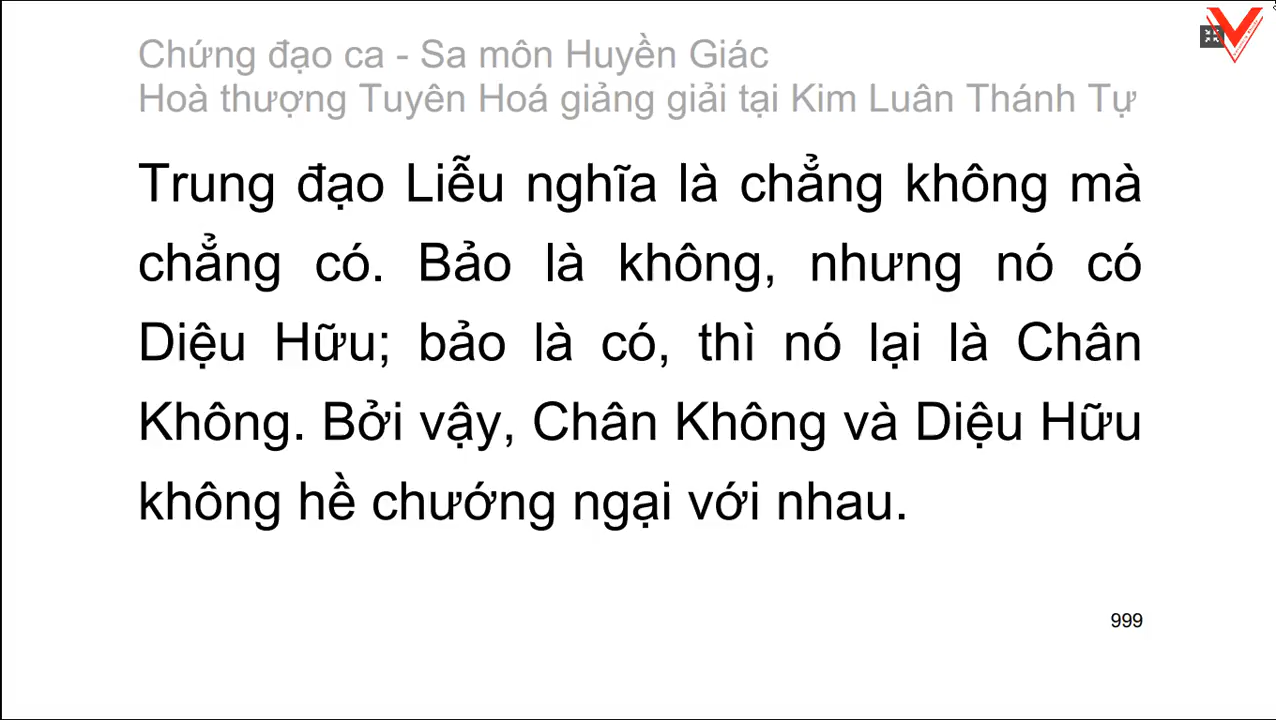 Chứng đạo ca - Sa môn Huyền Giác
Hoà thượng Tuyên Hoá giảng giải tại Kim Luân Thánh Tự
Trung đạo Liễu nghĩa là chẳng không mà
chẳng có. Bảo là không, nhưng nó có
Diệu Hữu; bảo là có, thì nó lại là Chân
Không. Bởi vậy, Chân Không và Diệu Hữu
không hề chướng ngại với nhau.
999